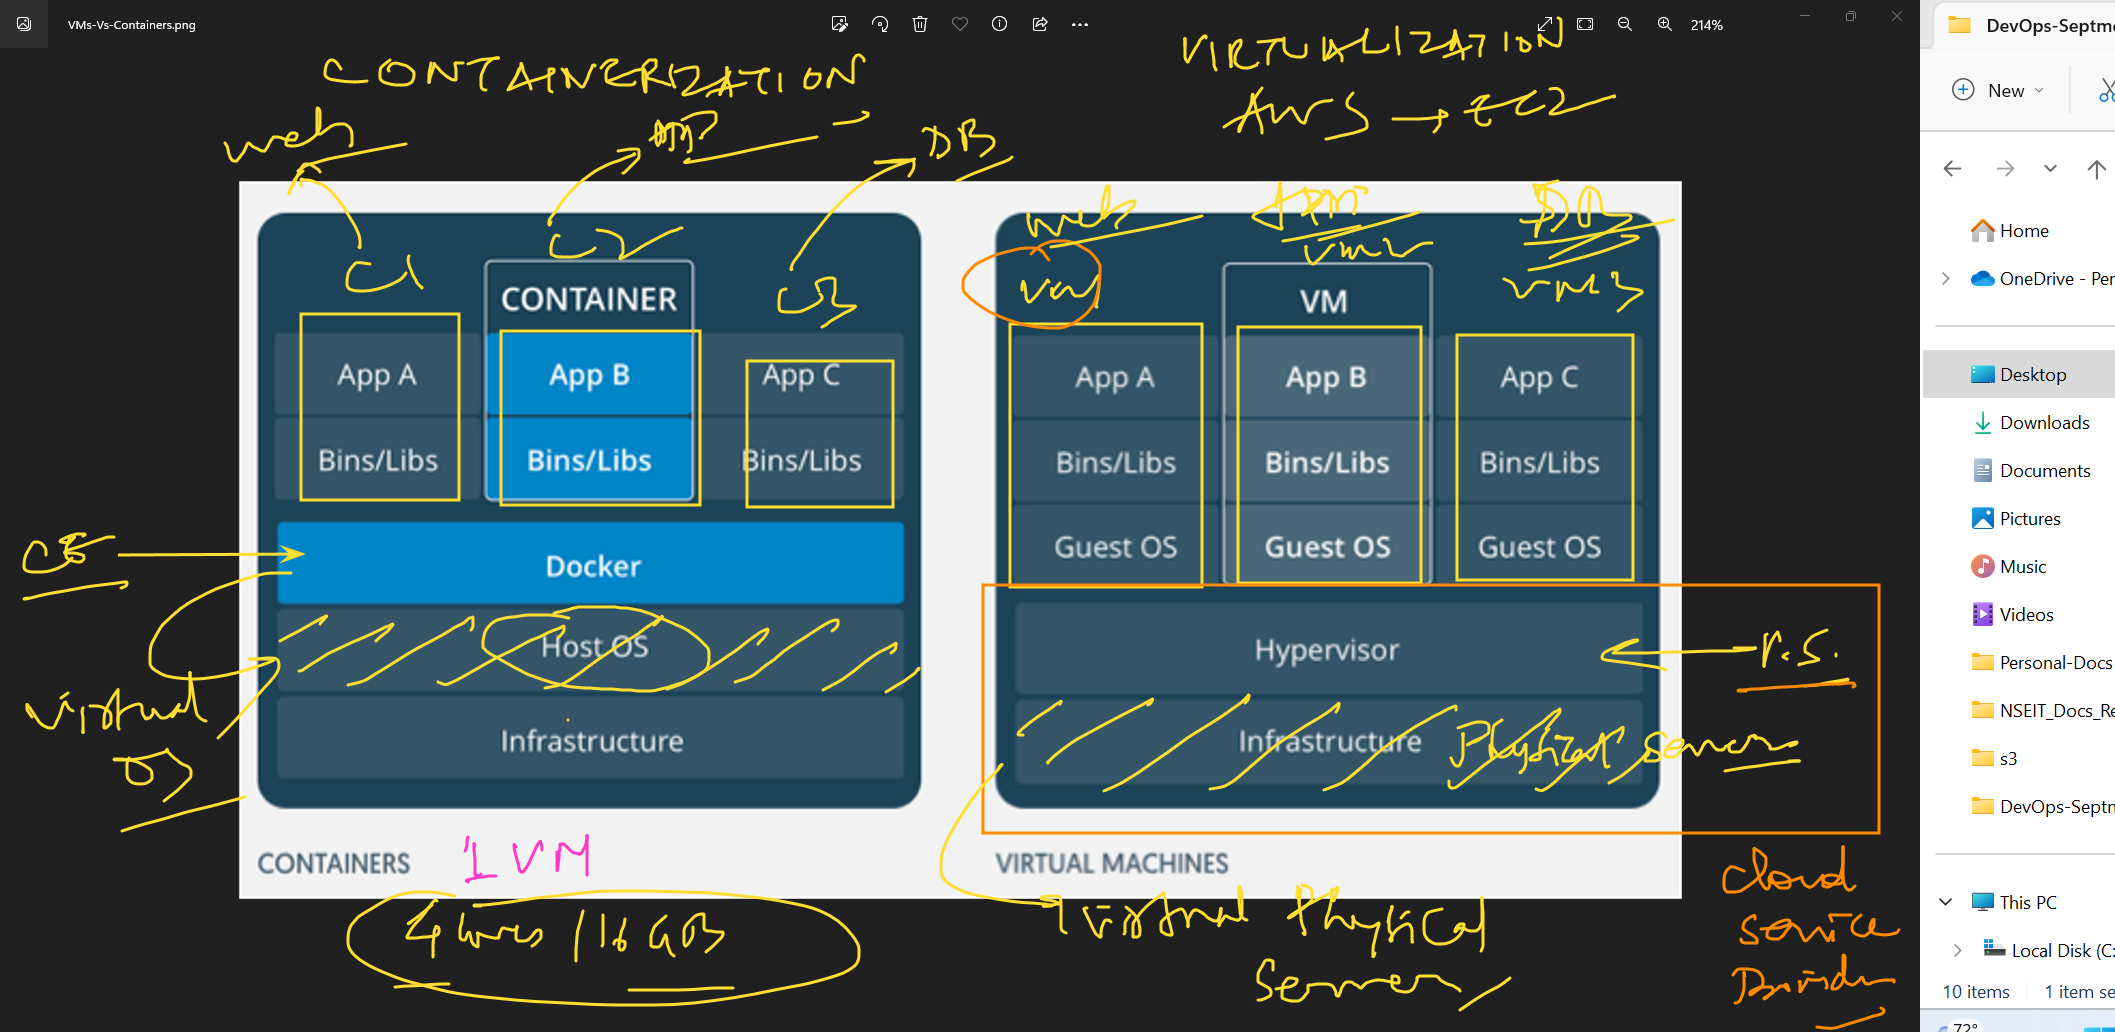 VMs-Vs-Containers.png
214%
CONTAINERIZATION
VIRTUALIZATION
AWS → EC2
web
APP
DB
C1
C2
C3
CONTAINER
App A
App B
App C
Bins/Libs
Bins/Libs
Bins/Libs
CE
Docker
Host OS
Virtual
OS
Infrastructure
CONTAINERS
1 VM
4 cores / 16 GB
web
APP
DB
VM2
VM3
VM
App A
App B
App C
Bins/Libs
Bins/Libs
Bins/Libs
Guest OS
Guest OS
Guest OS
Hypervisor
Infrastructure
Physical Server
VIRTUAL MACHINES
Virtual Physical
Server
Cloud
Service
Provider
DevOps-Septm
New
Home
OneDrive - Per
Desktop
Downloads
Documents
Pictures
Music
Videos
Personal-Docs
NSEIT_Docs_Re
s3
DevOps-Septm
This PC
Local Disk (C:
10 items
1 item se
72°